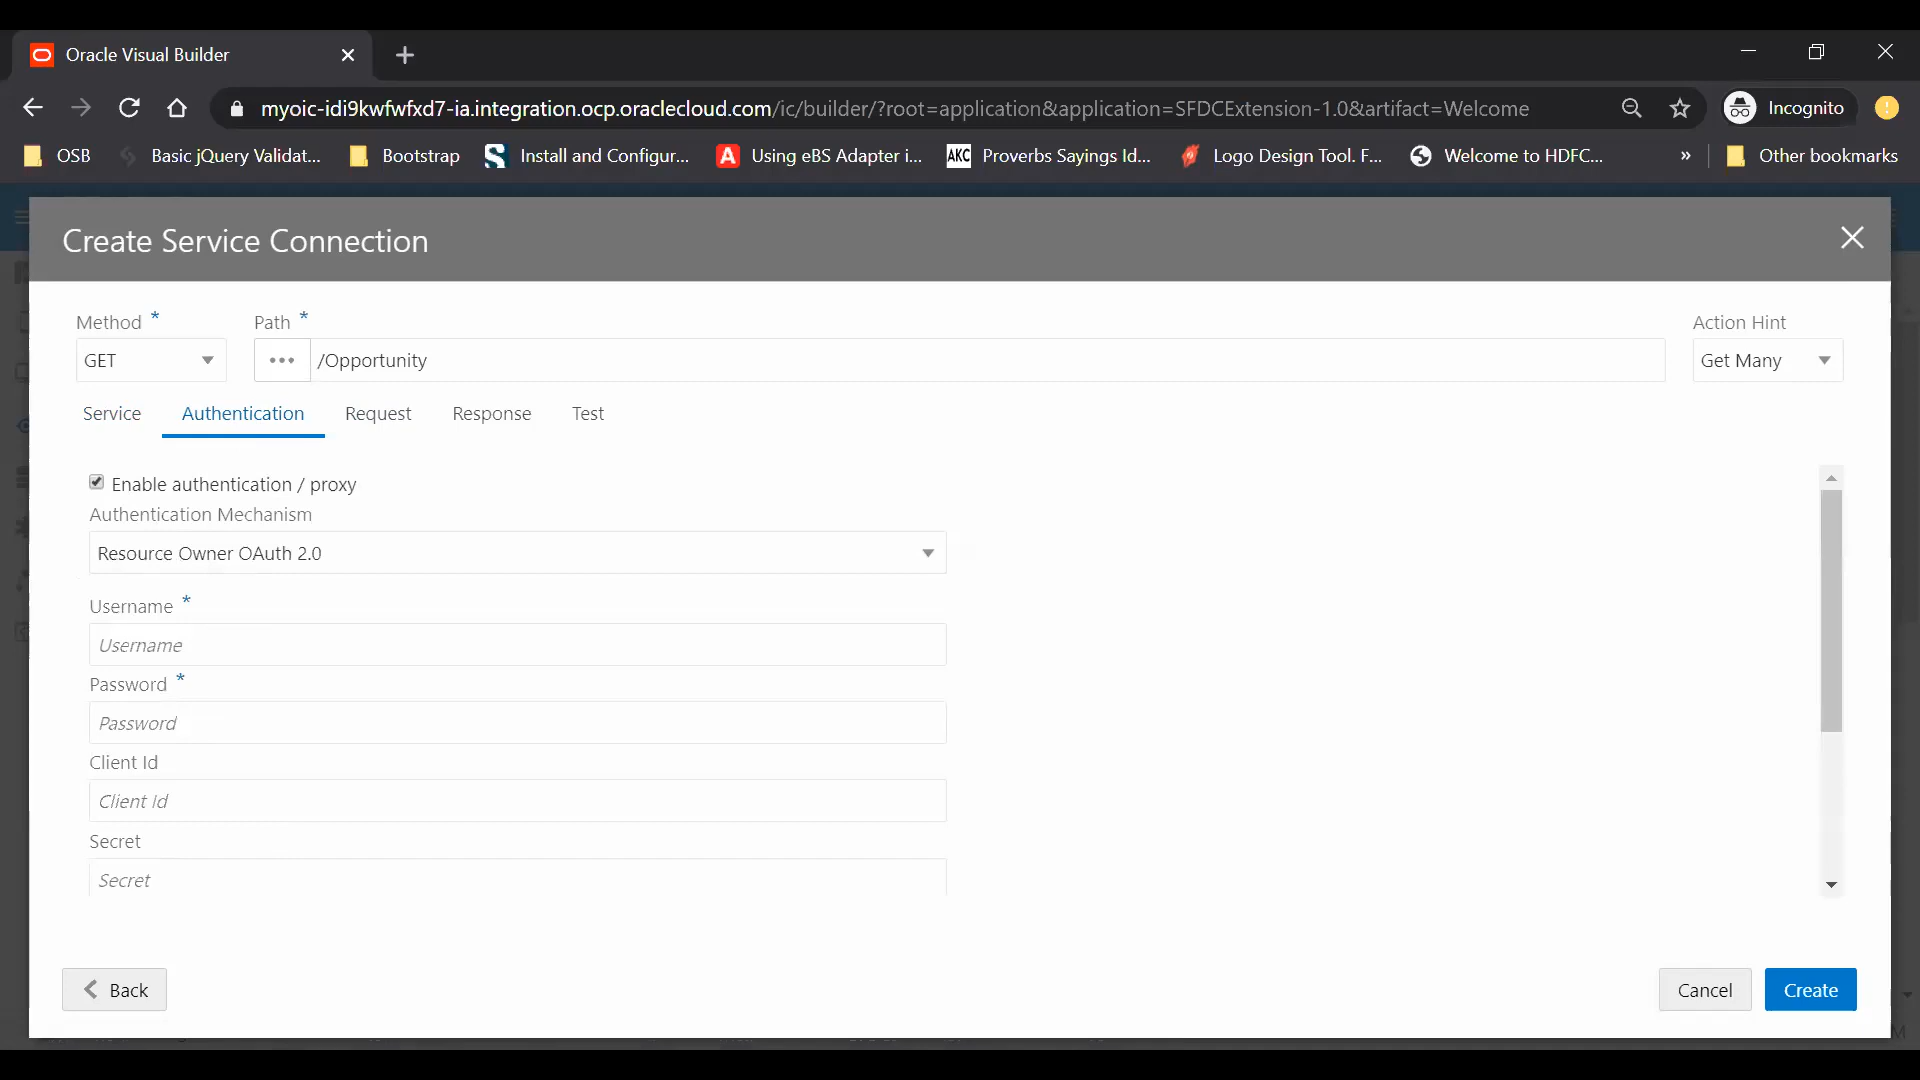 Oracle Visual Builder
myoic-idi9kwfwfxd7-ia.integration.ocp.oraclecloud.com/ic/builder/?root=application&application=SFDCExtension-1.0&artifact=Welcome
Incognito
OSB
Basic jQuery Validat...
Bootstrap
Install and Configur...
Using eBS Adapter i...
AKC
Proverbs Sayings Id...
Logo Design Tool. F...
Welcome to HDFC...
»
Other bookmarks
Create Service Connection
Method *
Path *
Action Hint
GET
/Opportunity
Get Many
Service
Authentication
Request
Response
Test
Enable authentication / proxy
Authentication Mechanism
Resource Owner OAuth 2.0
Username *
Username
Password *
Password
Client Id
Client Id
Secret
Secret
Back
Cancel
Create